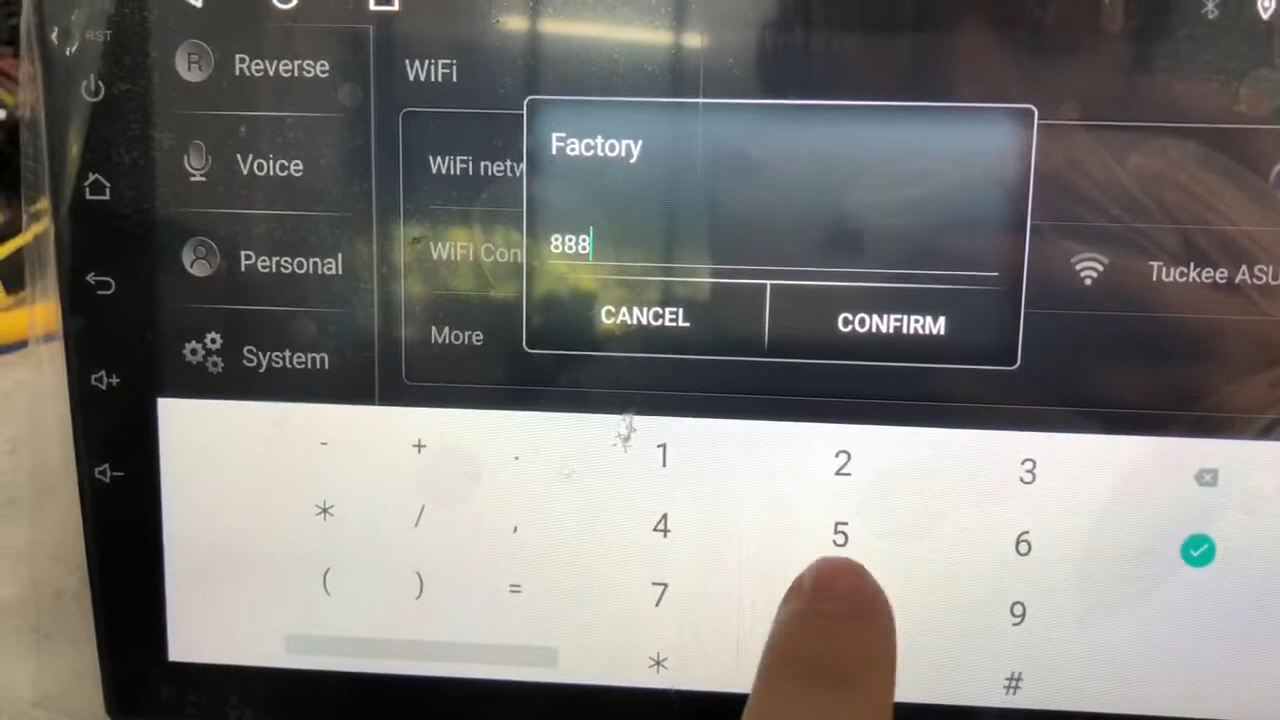 RST
Reverse
WiFi
Factory
Voice
WiFi netw
888
Personal
WiFi Con
Tuckee ASU
CANCEL
CONFIRM
System
More
- + . 1 2 3
* / , 4 5 6
( ) = 7 9
* #